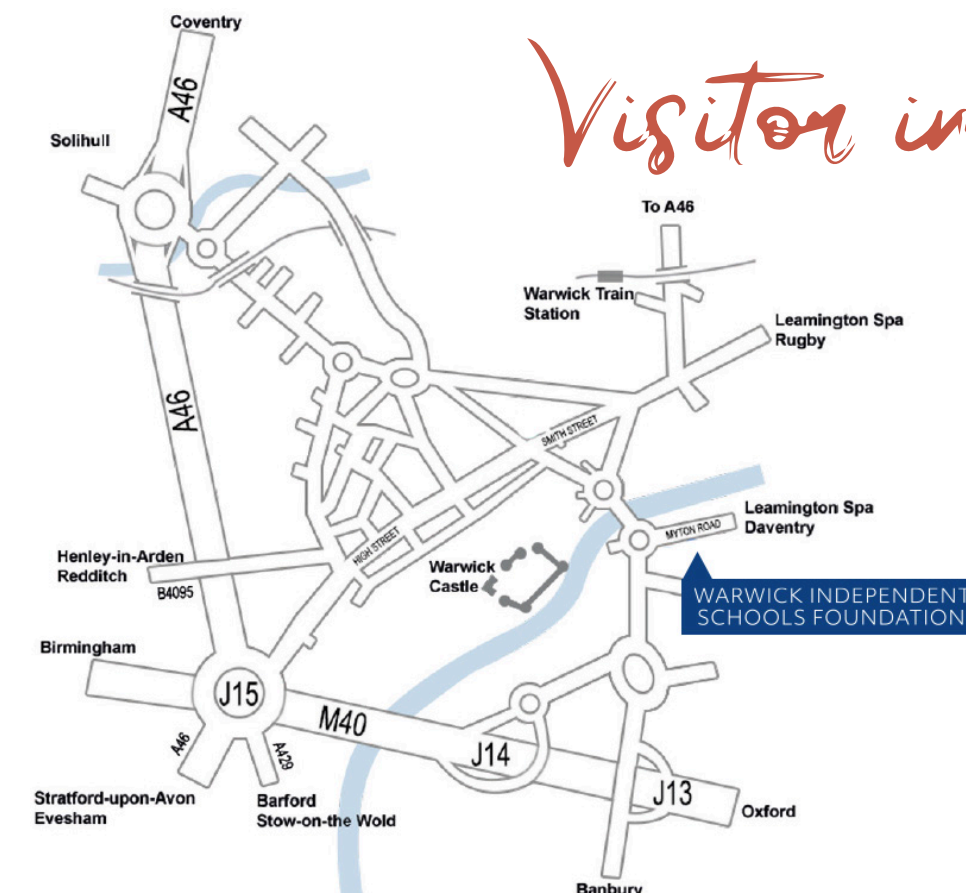 Coventry
Visitor in
A46
Solihull
To A46
Warwick Train
Station
Leamington Spa
Rugby
A46
SMITH STREET
Leamington Spa
Daventry
MYTON ROAD
HIGH STREET
Henley-in-Arden
Redditch
B4095
Warwick
Castle
WARWICK INDEPENDENT
SCHOOLS FOUNDATION
Birmingham
J15
M40
J14
A46
A429
J13
Stratford-upon-Avon
Evesham
Barford
Stow-on-the Wold
Oxford
Banbury